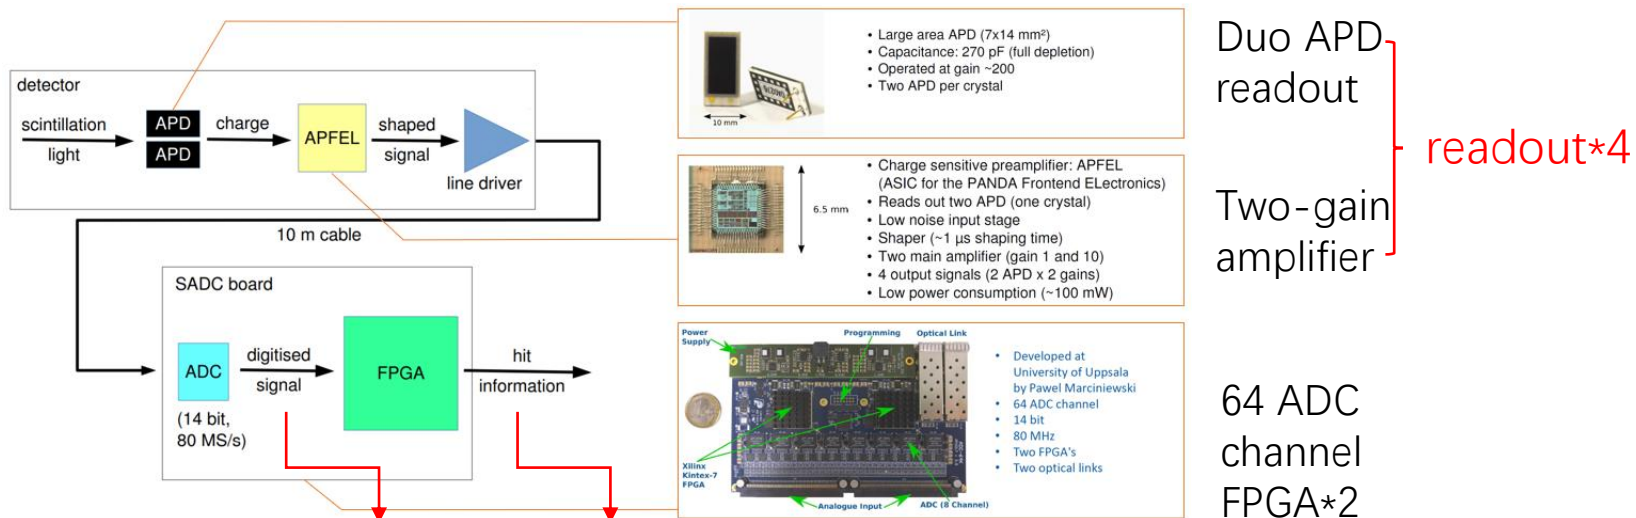 detector
scintillation
light
APD
APD
charge
APFEL
shaped
signal
line driver
10 m cable
SADC board
ADC
(14 bit,
80 MS/s)
digitised
signal
FPGA
hit
information
10 mm
• Large area APD (7x14 mm²)
• Capacitance: 270 pF (full depletion)
• Operated at gain ~200
• Two APD per crystal
6.5 mm
• Charge sensitive preamplifier: APFEL
(ASIC for the PANDA Frontend ELectronics)
• Reads out two APD (one crystal)
• Low noise input stage
• Shaper (~1 µs shaping time)
• Two main amplifier (gain 1 and 10)
• 4 output signals (2 APD x 2 gains)
• Low power consumption (~100 mW)
Power
Supply
Programming
Optical Link
Xilinx
Kintex-7
FPGA
Analogue Input
ADC (8 Channel)
• Developed at
University of Uppsala
by Pawel Marciniewski
• 64 ADC channel
• 14 bit
• 80 MHz
• Two FPGA's
• Two optical links
Duo APD
readout
readout*4
Two-gain
amplifier
64 ADC
channel
FPGA*2